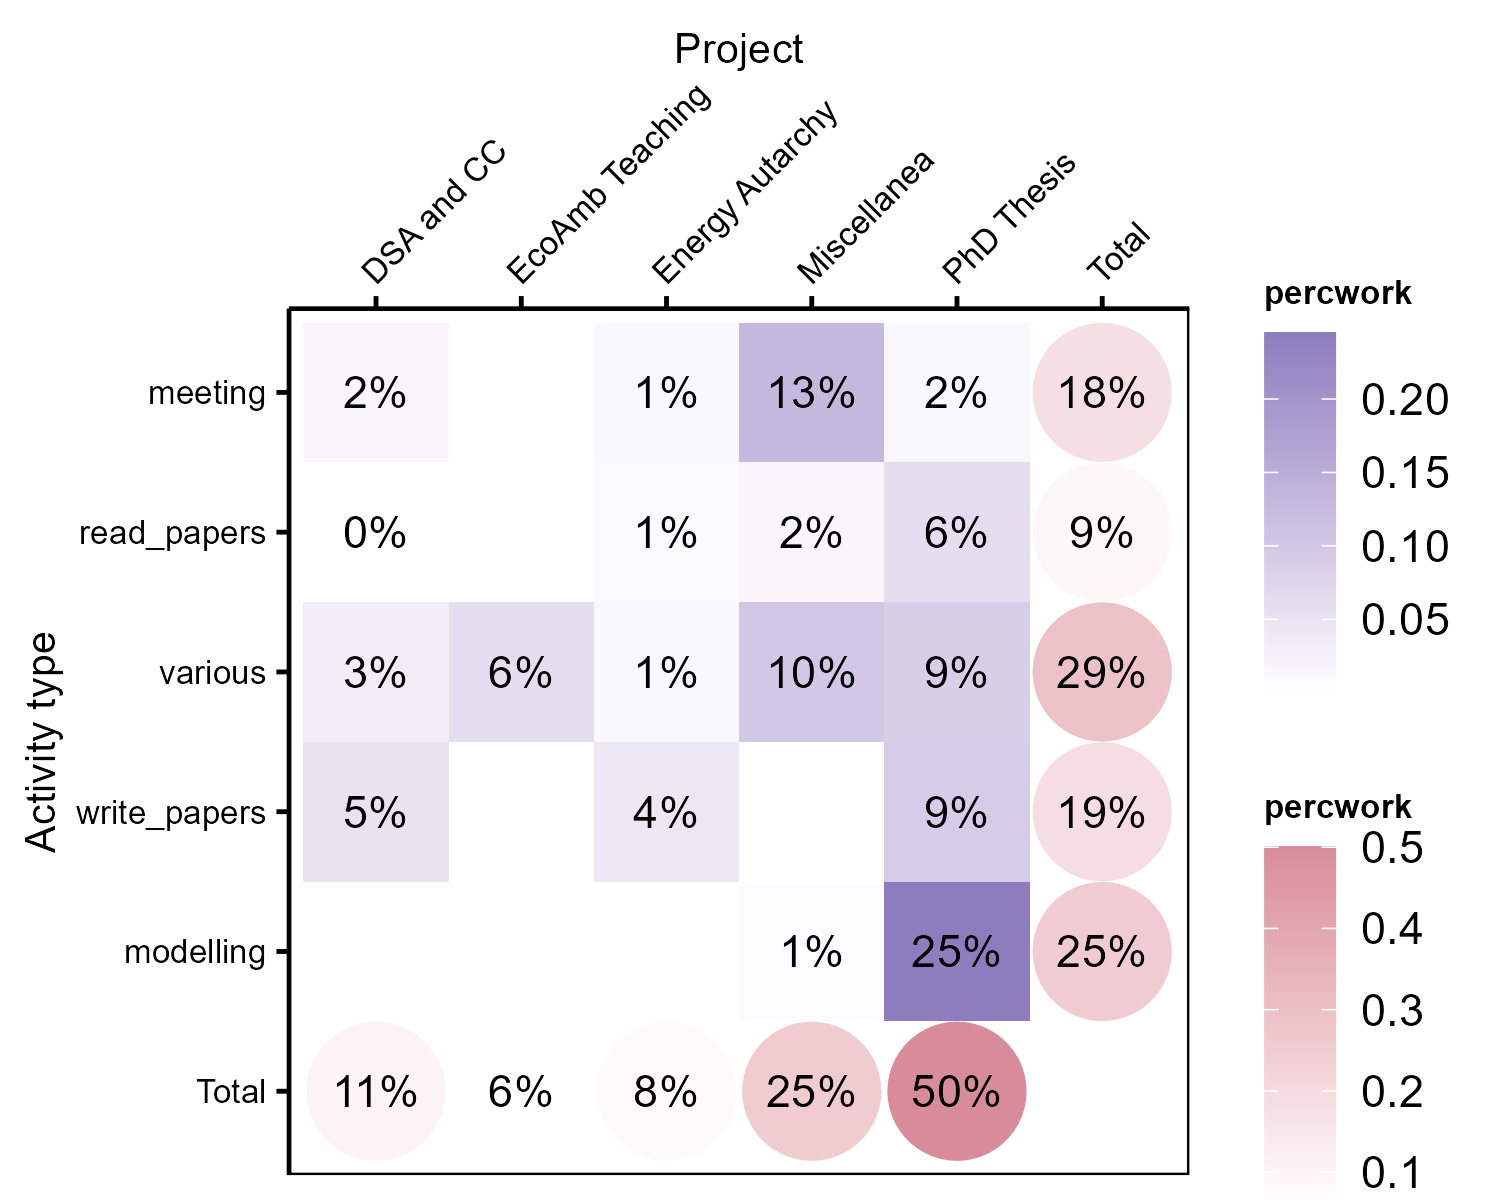 Project
DSA and CC
EcoAmb Teaching
Energy Autarchy
Miscellanea
PhD Thesis
Total
Activity type
meeting 2% 1% 13% 2% 18%
read_papers 0% 1% 2% 6% 9%
various 3% 6% 1% 10% 9% 29%
write_papers 5% 4% 9% 19%
modelling 1% 25% 25%
Total 11% 6% 8% 25% 50%
percwork
0.20
0.15
0.10
0.05
percwork
0.5
0.4
0.3
0.2
0.1